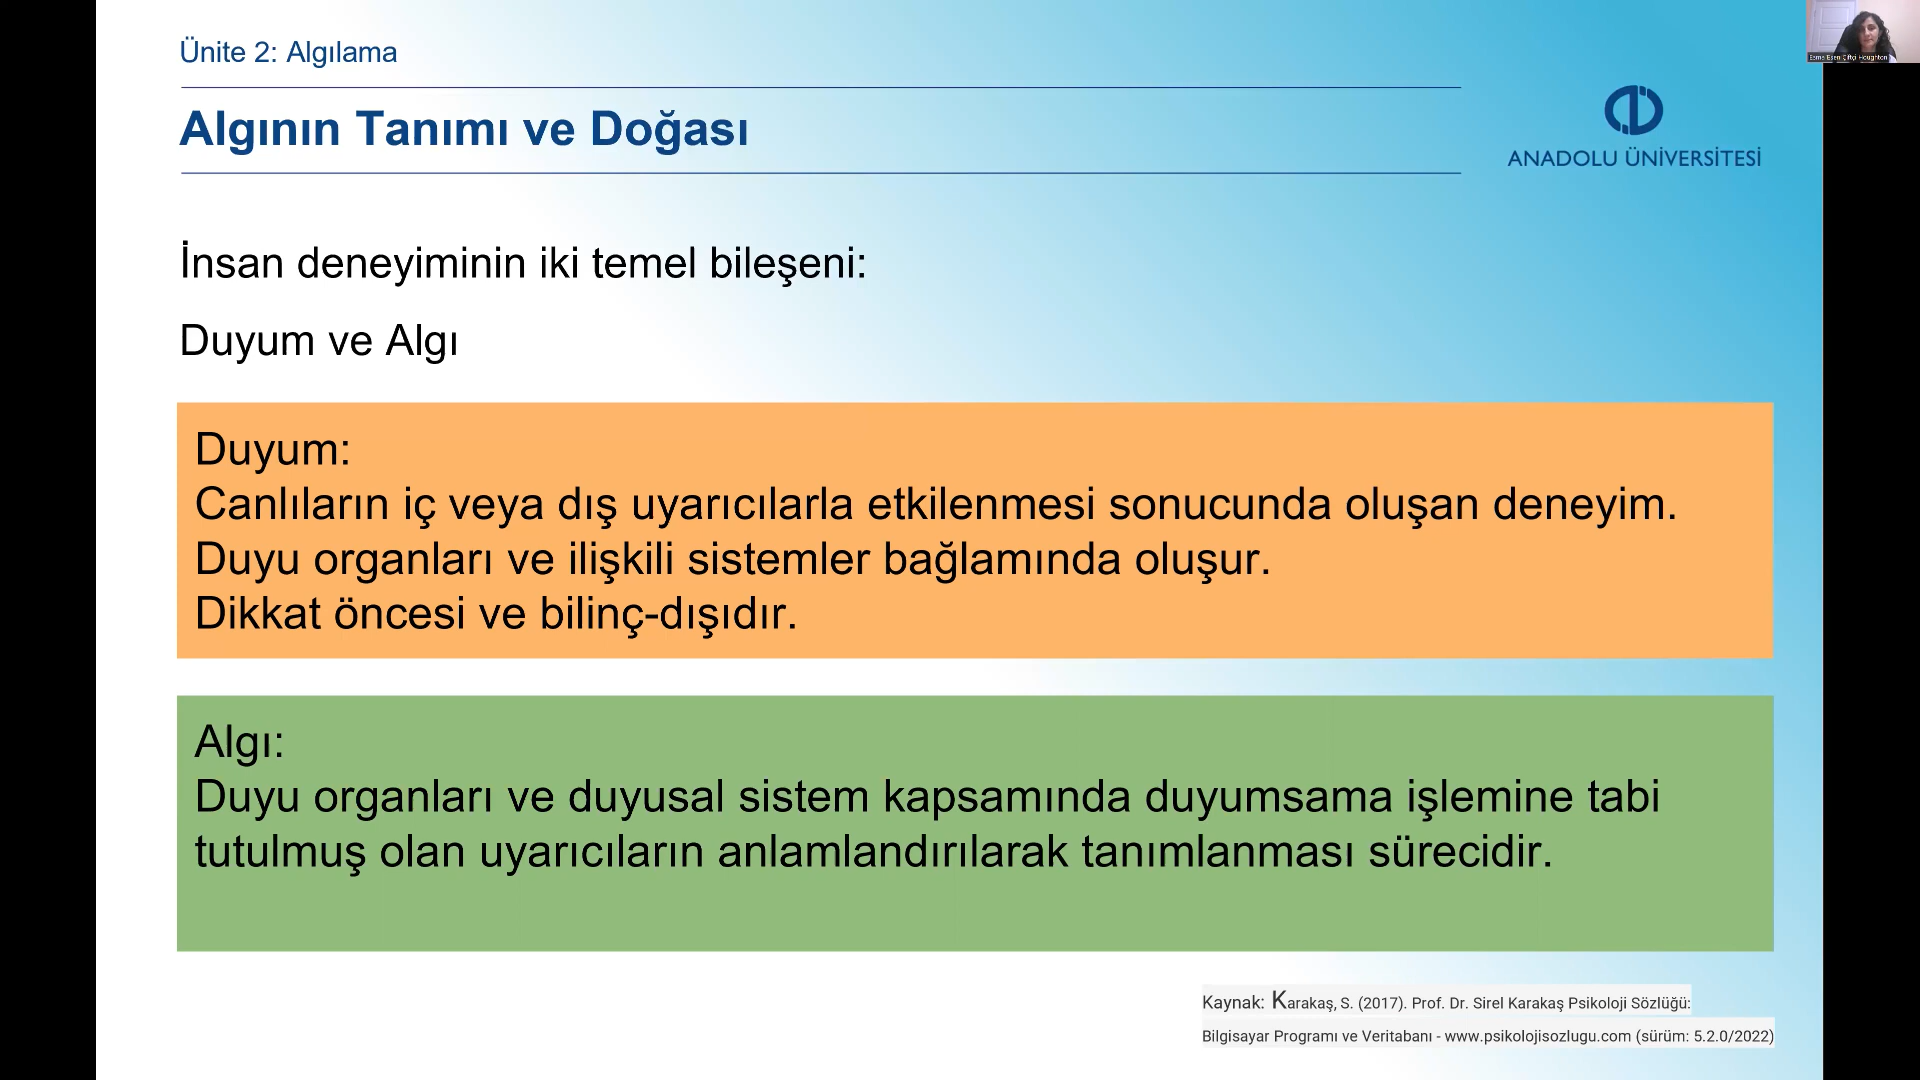 Ünite 2: Algılama
Algının Tanımı ve Doğası
ANADOLU ÜNİVERSİTESİ
İnsan deneyiminin iki temel bileşeni:
Duyum ve Algı
Duyum:
Canlıların iç veya dış uyarıcılarla etkilenmesi sonucunda oluşan deneyim.
Duyu organları ve ilişkili sistemler bağlamında oluşur.
Dikkat öncesi ve bilinç-dışıdır.
Algı:
Duyu organları ve duyusal sistem kapsamında duyumsama işlemine tabi
tutulmuş olan uyarıcıların anlamlandırılarak tanımlanması sürecidir.
Kaynak: Karakaş, S. (2017). Prof. Dr. Sirel Karakaş Psikoloji Sözlüğü:
Bilgisayar Programı ve Veritabanı - www.psikolojisozlugu.com (sürüm: 5.2.0/2022)
Esma Esen Çiftçi Houghton